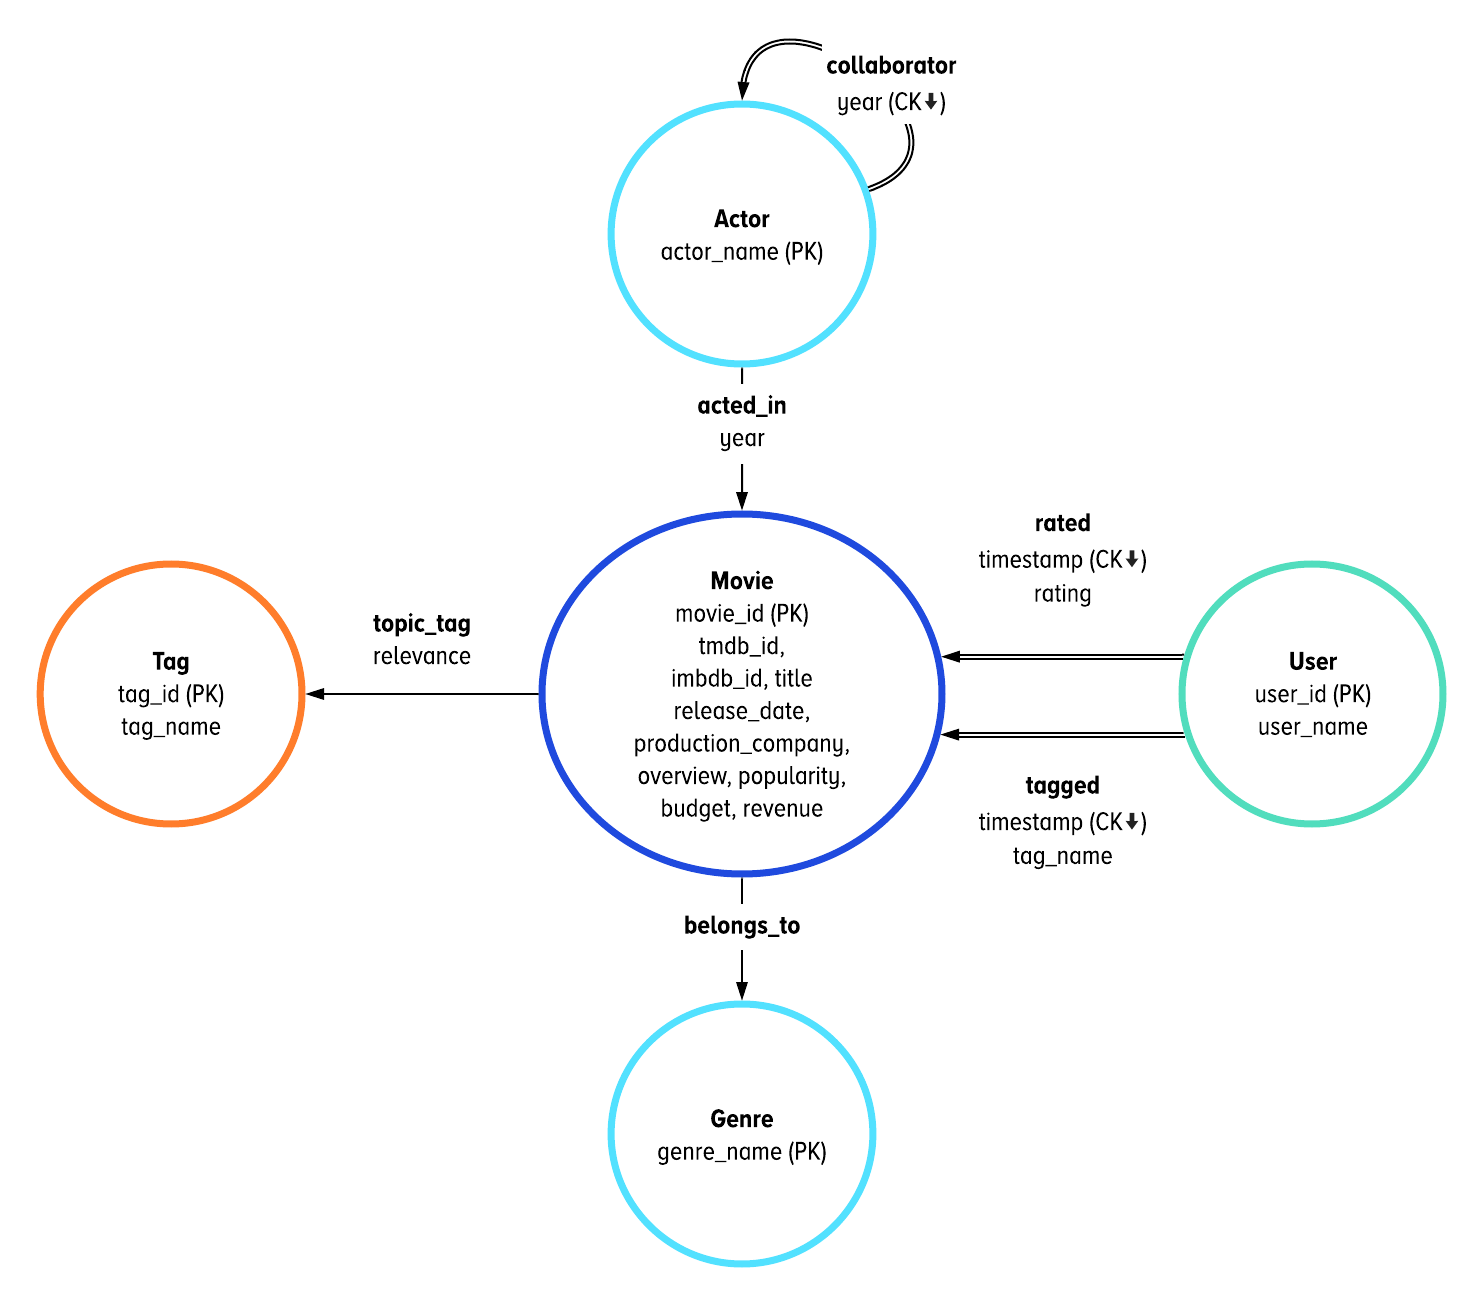 collaborator
year (CK⬇)
Actor
actor_name (PK)
acted_in
year
Movie
movie_id (PK)
tmdb_id,
imbdb_id, title
release_date,
production_company,
overview, popularity,
budget, revenue
topic_tag
relevance
Tag
tag_id (PK)
tag_name
rated
timestamp (CK⬇)
rating
User
user_id (PK)
user_name
tagged
timestamp (CK⬇)
tag_name
belongs_to
Genre
genre_name (PK)